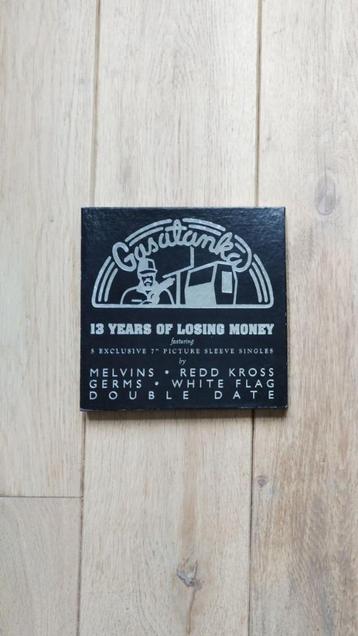 Gasatanka
13 YEARS OF LOSING MONEY
featuring
5 EXCLUSIVE 7" PICTURE SLEEVE SINGLES
by
MELVINS • REDD KROSS
GERMS • WHITE FLAG
DOUBLE DATE